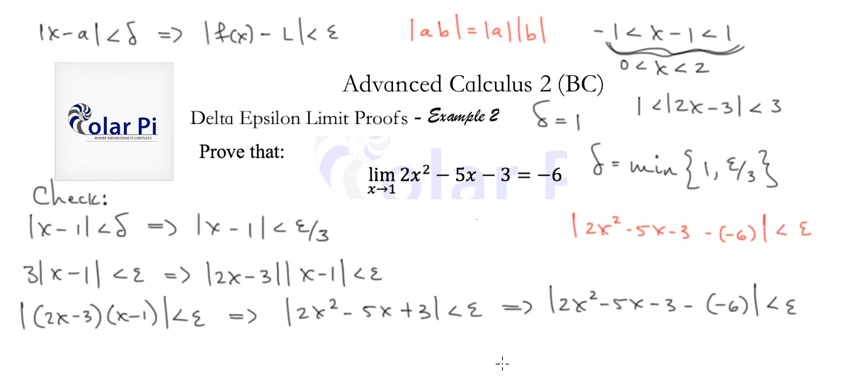 |x-a|<δ => |f(x)-L|<ε
|ab|=|a||b|
-1<x-1<1
0<x<2
Advanced Calculus 2 (BC)
Olar Pi
WHERE KNOWLEDGE IS LIMITLESS
Delta Epsilon Limit Proofs - Example 2
δ=1
1<|2x-3|<3
Prove that:
lim x→1 2x² − 5x − 3 = −6
δ = min{1, ε/3}
Check:
|x-1|<δ => |x-1|<ε/3
|2x²-5x-3-(-6)|<ε
3|x-1|<ε => |2x-3||x-1|<ε
|(2x-3)(x-1)|<ε => |2x²-5x+3|<ε => |2x²-5x-3-(-6)|<ε